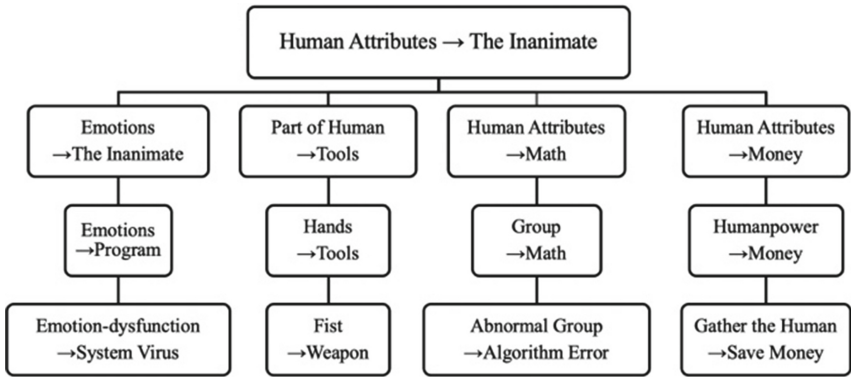 Human Attributes → The Inanimate
Emotions
→The Inanimate
Part of Human
→Tools
Human Attributes
→Math
Human Attributes
→Money
Emotions
→Program
Hands
→Tools
Group
→Math
Humanpower
→Money
Emotion-dysfunction
→System Virus
Fist
→Weapon
Abnormal Group
→Algorithm Error
Gather the Human
→Save Money